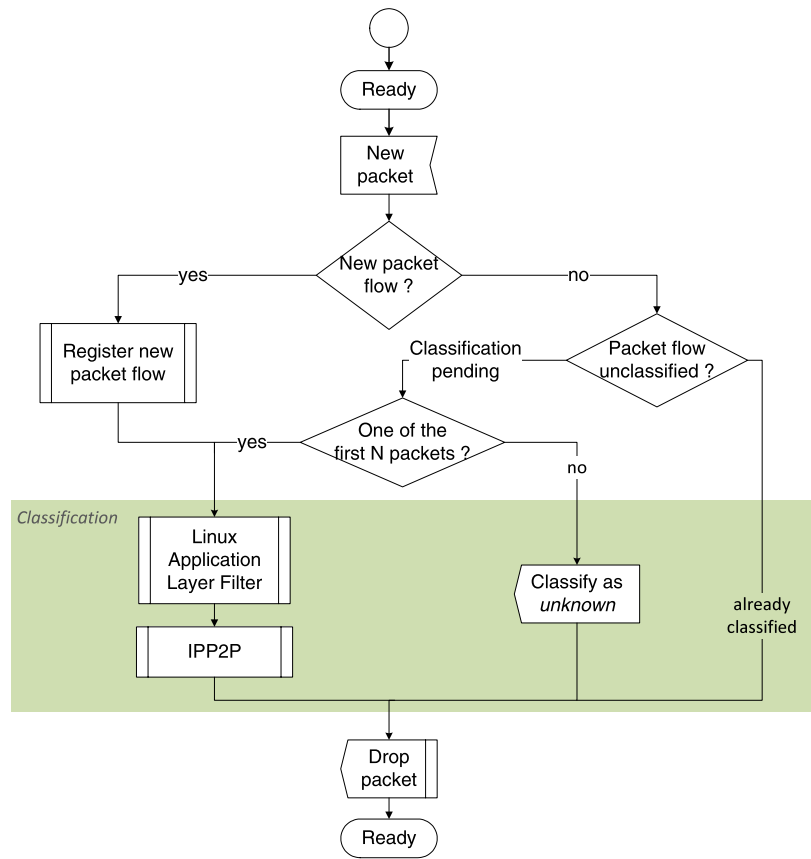 Ready
New
packet
New packet
flow ?
yes
no
Register new
packet flow
Classification
pending
Packet flow
unclassified ?
One of the
first N packets ?
yes
no
Classification
Linux
Application
Layer Filter
Classify as
unknown
already
classified
IPP2P
Drop
packet
Ready